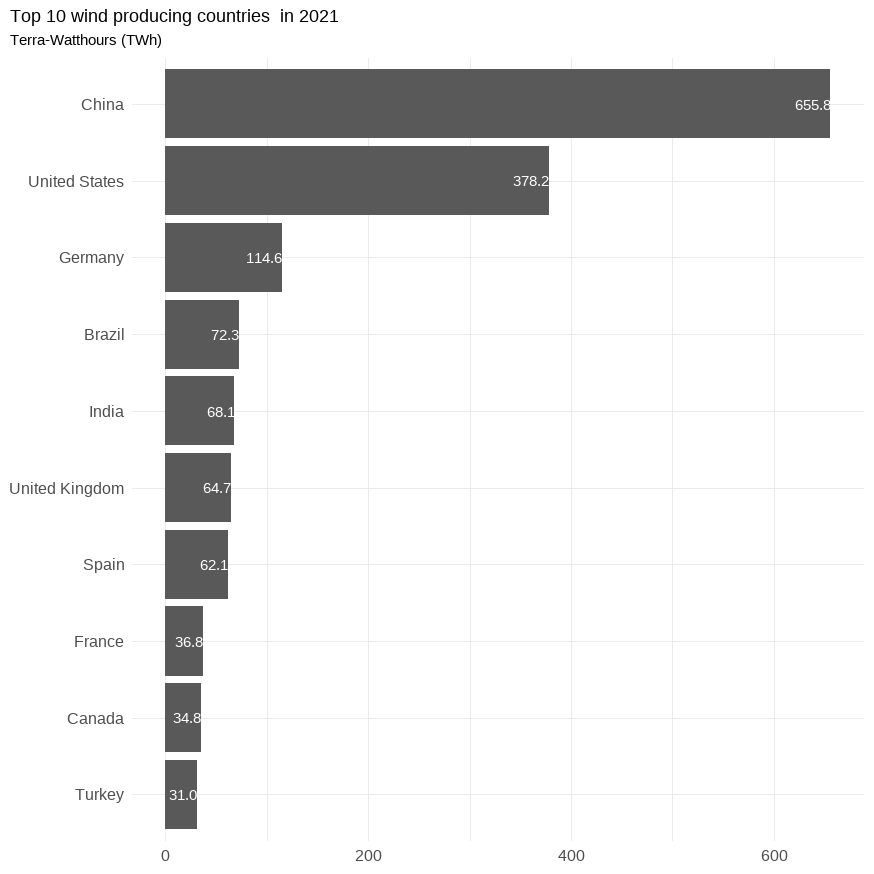 Top 10 wind producing countries  in 2021
Terra-Watthours (TWh)
China 655.8
United States 378.2
Germany 114.6
Brazil 72.3
India 68.1
United Kingdom 64.7
Spain 62.1
France 36.8
Canada 34.8
Turkey 31.0
0 200 400 600